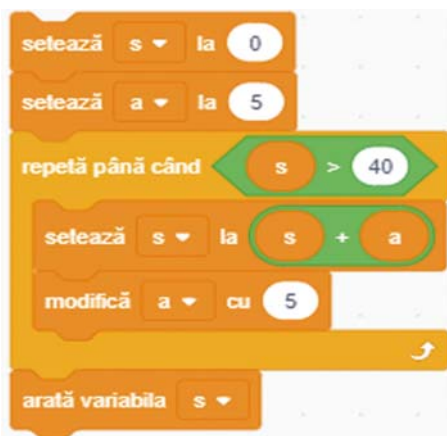 setează s la 0
setează a la 5
repetă până când s > 40
setează s la s + a
modifică a cu 5
arată variabila s